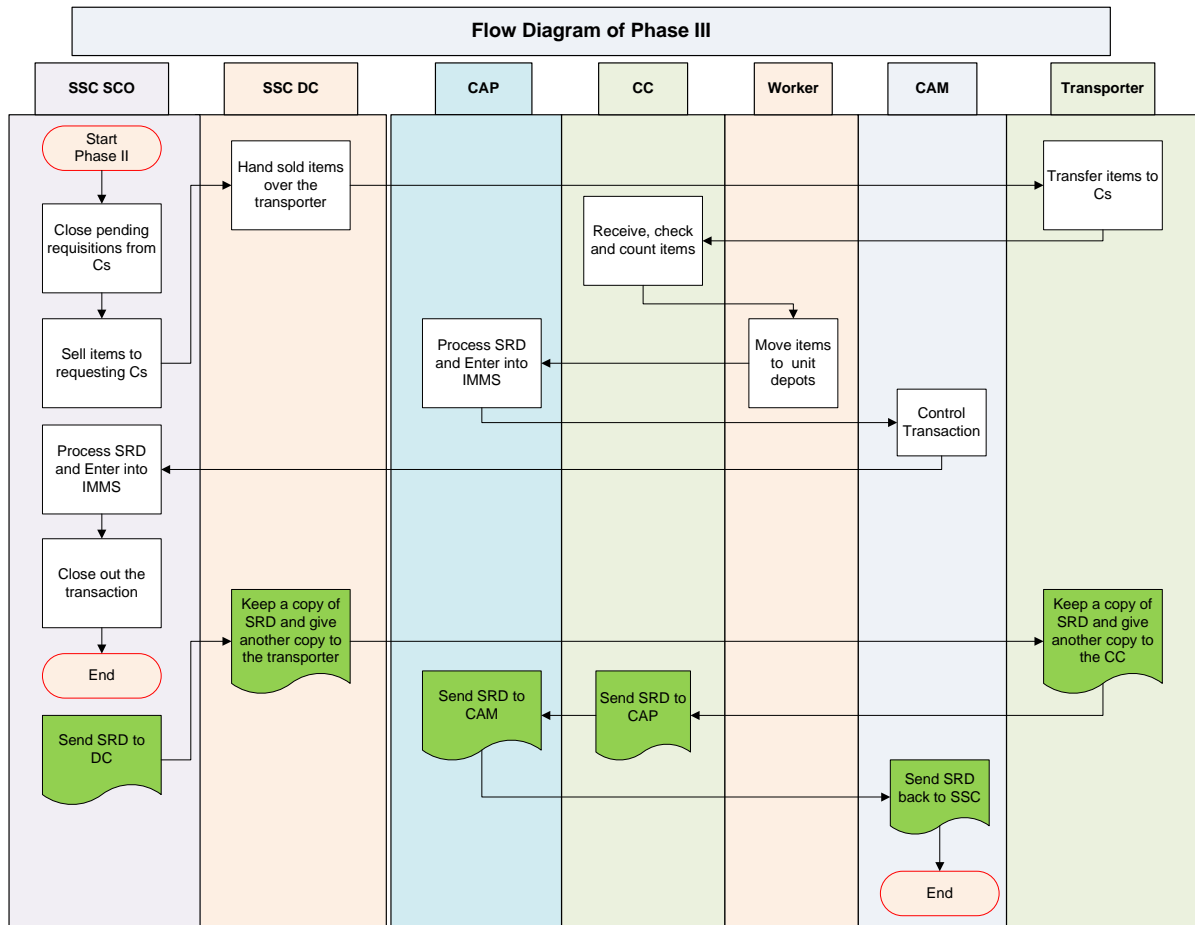 Flow Diagram of Phase III
SSC SCO
SSC DC
CAP
CC
Worker
CAM
Transporter
Start
Phase II
Hand sold items
over the
transporter
Transfer items to
Cs
Close pending
requisitions from
Cs
Receive, check
and count items
Sell items to
requesting Cs
Process SRD
and Enter into
IMMS
Move items
to unit
depots
Control
Transaction
Process SRD
and Enter into
IMMS
Close out the
transaction
Keep a copy of
SRD and give
another copy to
the transporter
Keep a copy of
SRD and give
another copy to
the CC
End
Send SRD to
CAM
Send SRD to
CAP
Send SRD to
DC
Send SRD
back to SSC
End